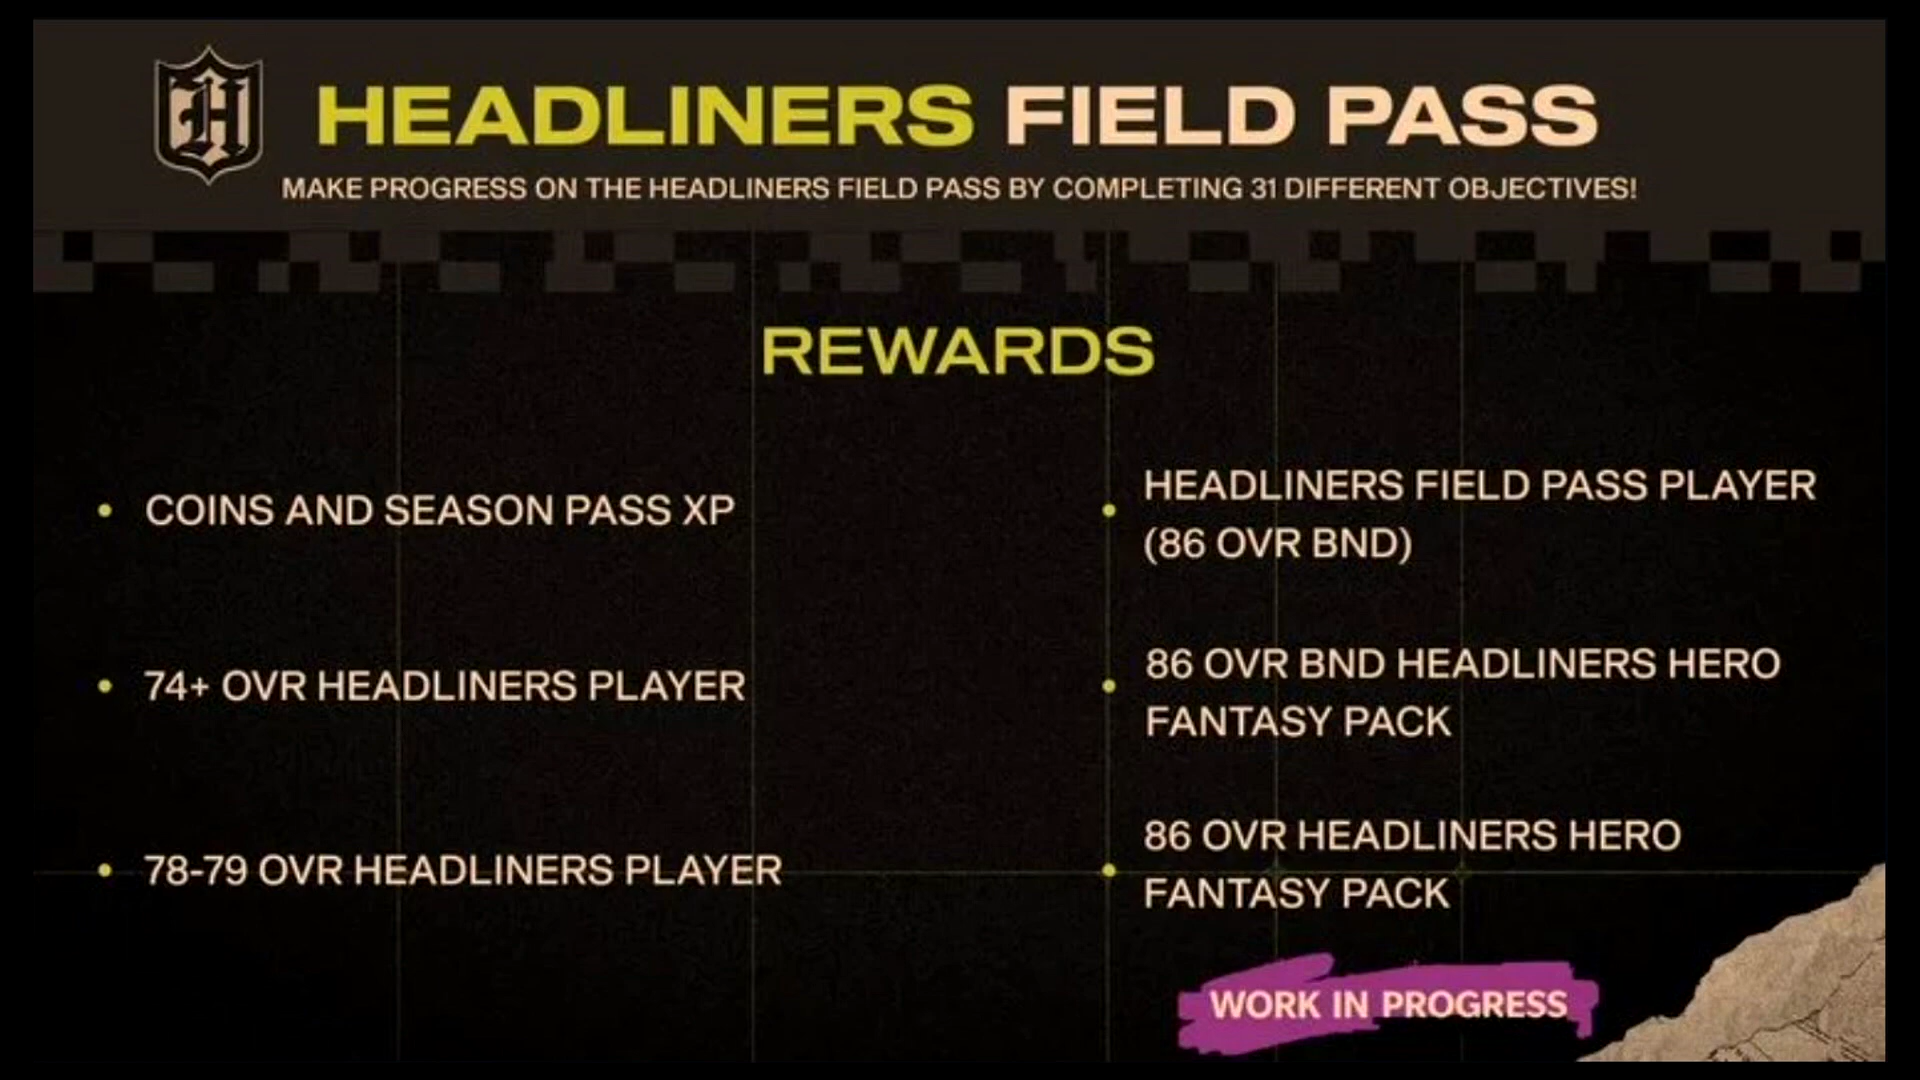 H
HEADLINERS FIELD PASS
MAKE PROGRESS ON THE HEADLINERS FIELD PASS BY COMPLETING 31 DIFFERENT OBJECTIVES!
REWARDS
• COINS AND SEASON PASS XP
• 74+ OVR HEADLINERS PLAYER
• 78-79 OVR HEADLINERS PLAYER
• HEADLINERS FIELD PASS PLAYER
(86 OVR BND)
• 86 OVR BND HEADLINERS HERO
FANTASY PACK
• 86 OVR HEADLINERS HERO
FANTASY PACK
WORK IN PROGRESS